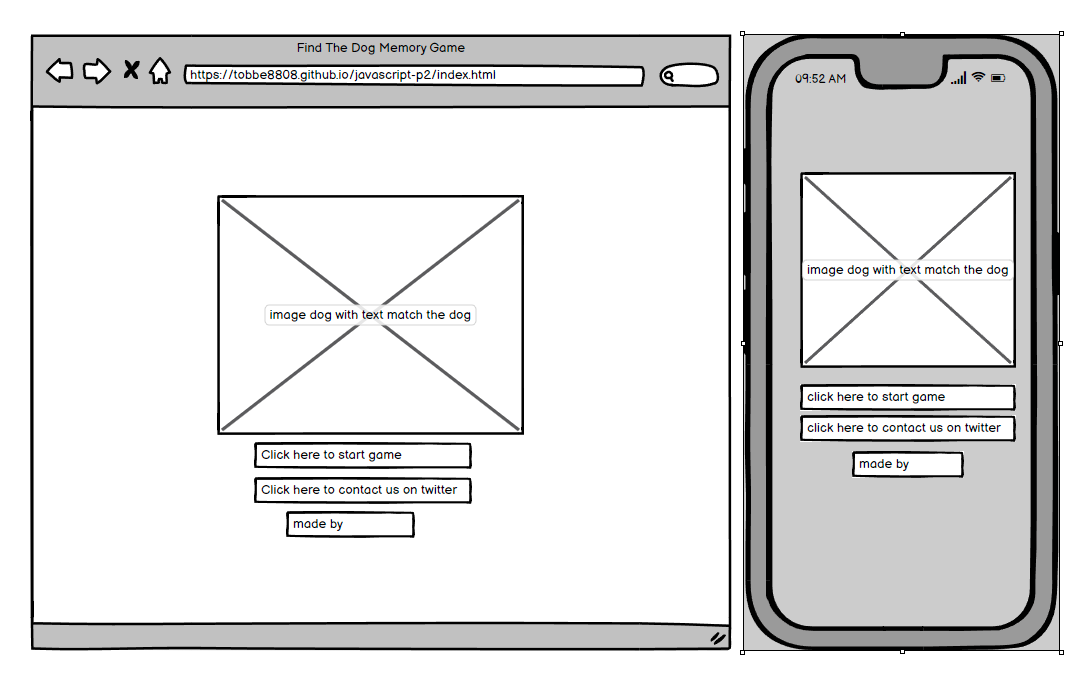 Find The Dog Memory Game
https://tobbe8808.github.io/javascript-p2/index.html
image dog with text match the dog
Click here to start game
Click here to contact us on twitter
made by
09:52 AM
image dog with text match the dog
click here to start game
click here to contact us on twitter
made by